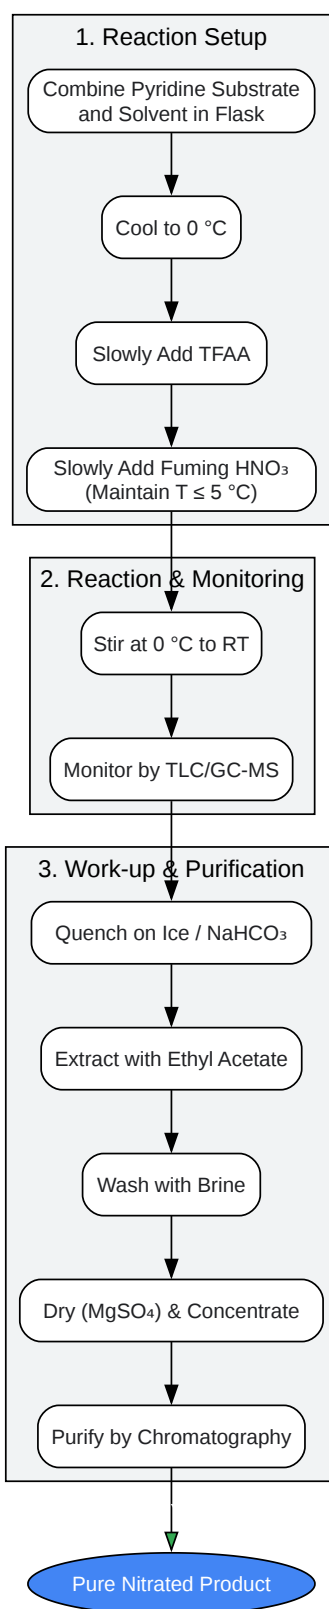 1. Reaction Setup
Combine Pyridine Substrate
and Solvent in Flask
Cool to 0 °C
Slowly Add TFAA
Slowly Add Fuming HNO₃
(Maintain T ≤ 5 °C)
2. Reaction & Monitoring
Stir at 0 °C to RT
Monitor by TLC/GC-MS
3. Work-up & Purification
Quench on Ice / NaHCO₃
Extract with Ethyl Acetate
Wash with Brine
Dry (MgSO₄) & Concentrate
Purify by Chromatography
Pure Nitrated Product